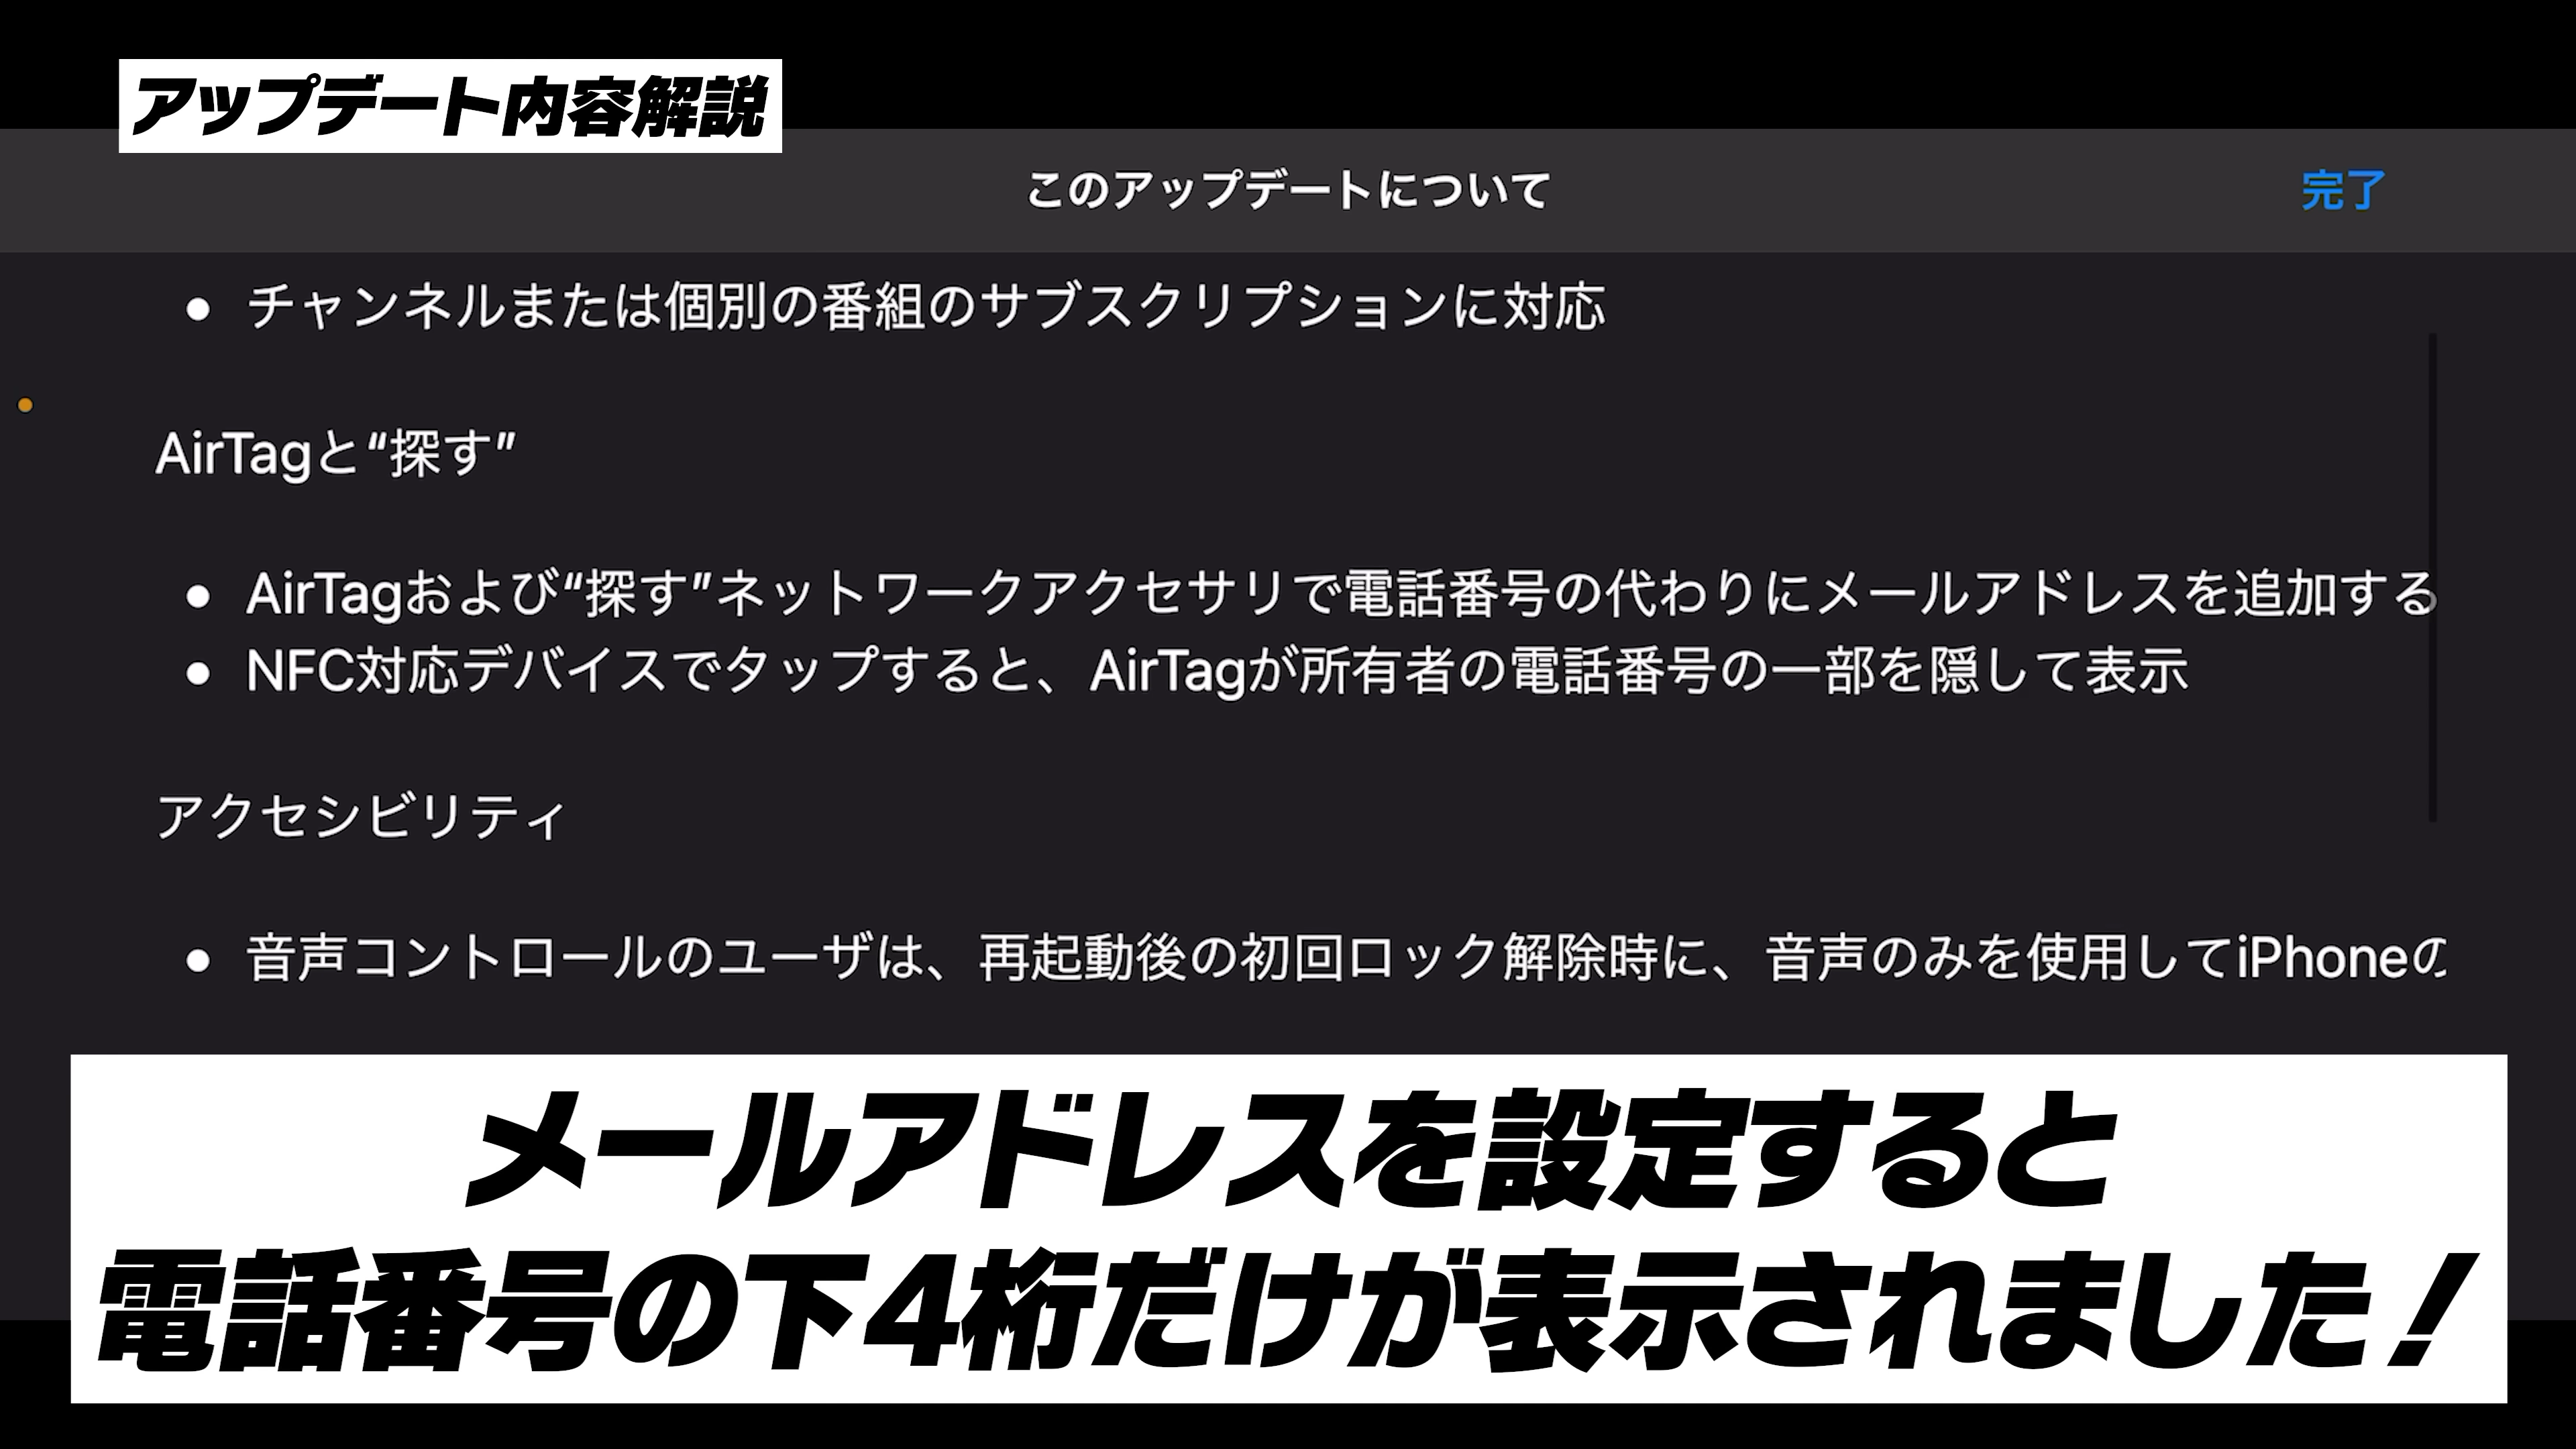 アップデート内容解説
このアップデートについて
完了
● チャンネルまたは個別の番組のサブスクリプションに対応
AirTagと“探す”
● AirTagおよび“探す”ネットワークアクセサリで電話番号の代わりにメールアドレスを追加する
● NFC対応デバイスでタップすると、AirTagが所有者の電話番号の一部を隠して表示
アクセシビリティ
● 音声コントロールのユーザは、再起動後の初回ロック解除時に、音声のみを使用してiPhoneの
メールアドレスを設定すると
電話番号の下4桁だけが表示されました！